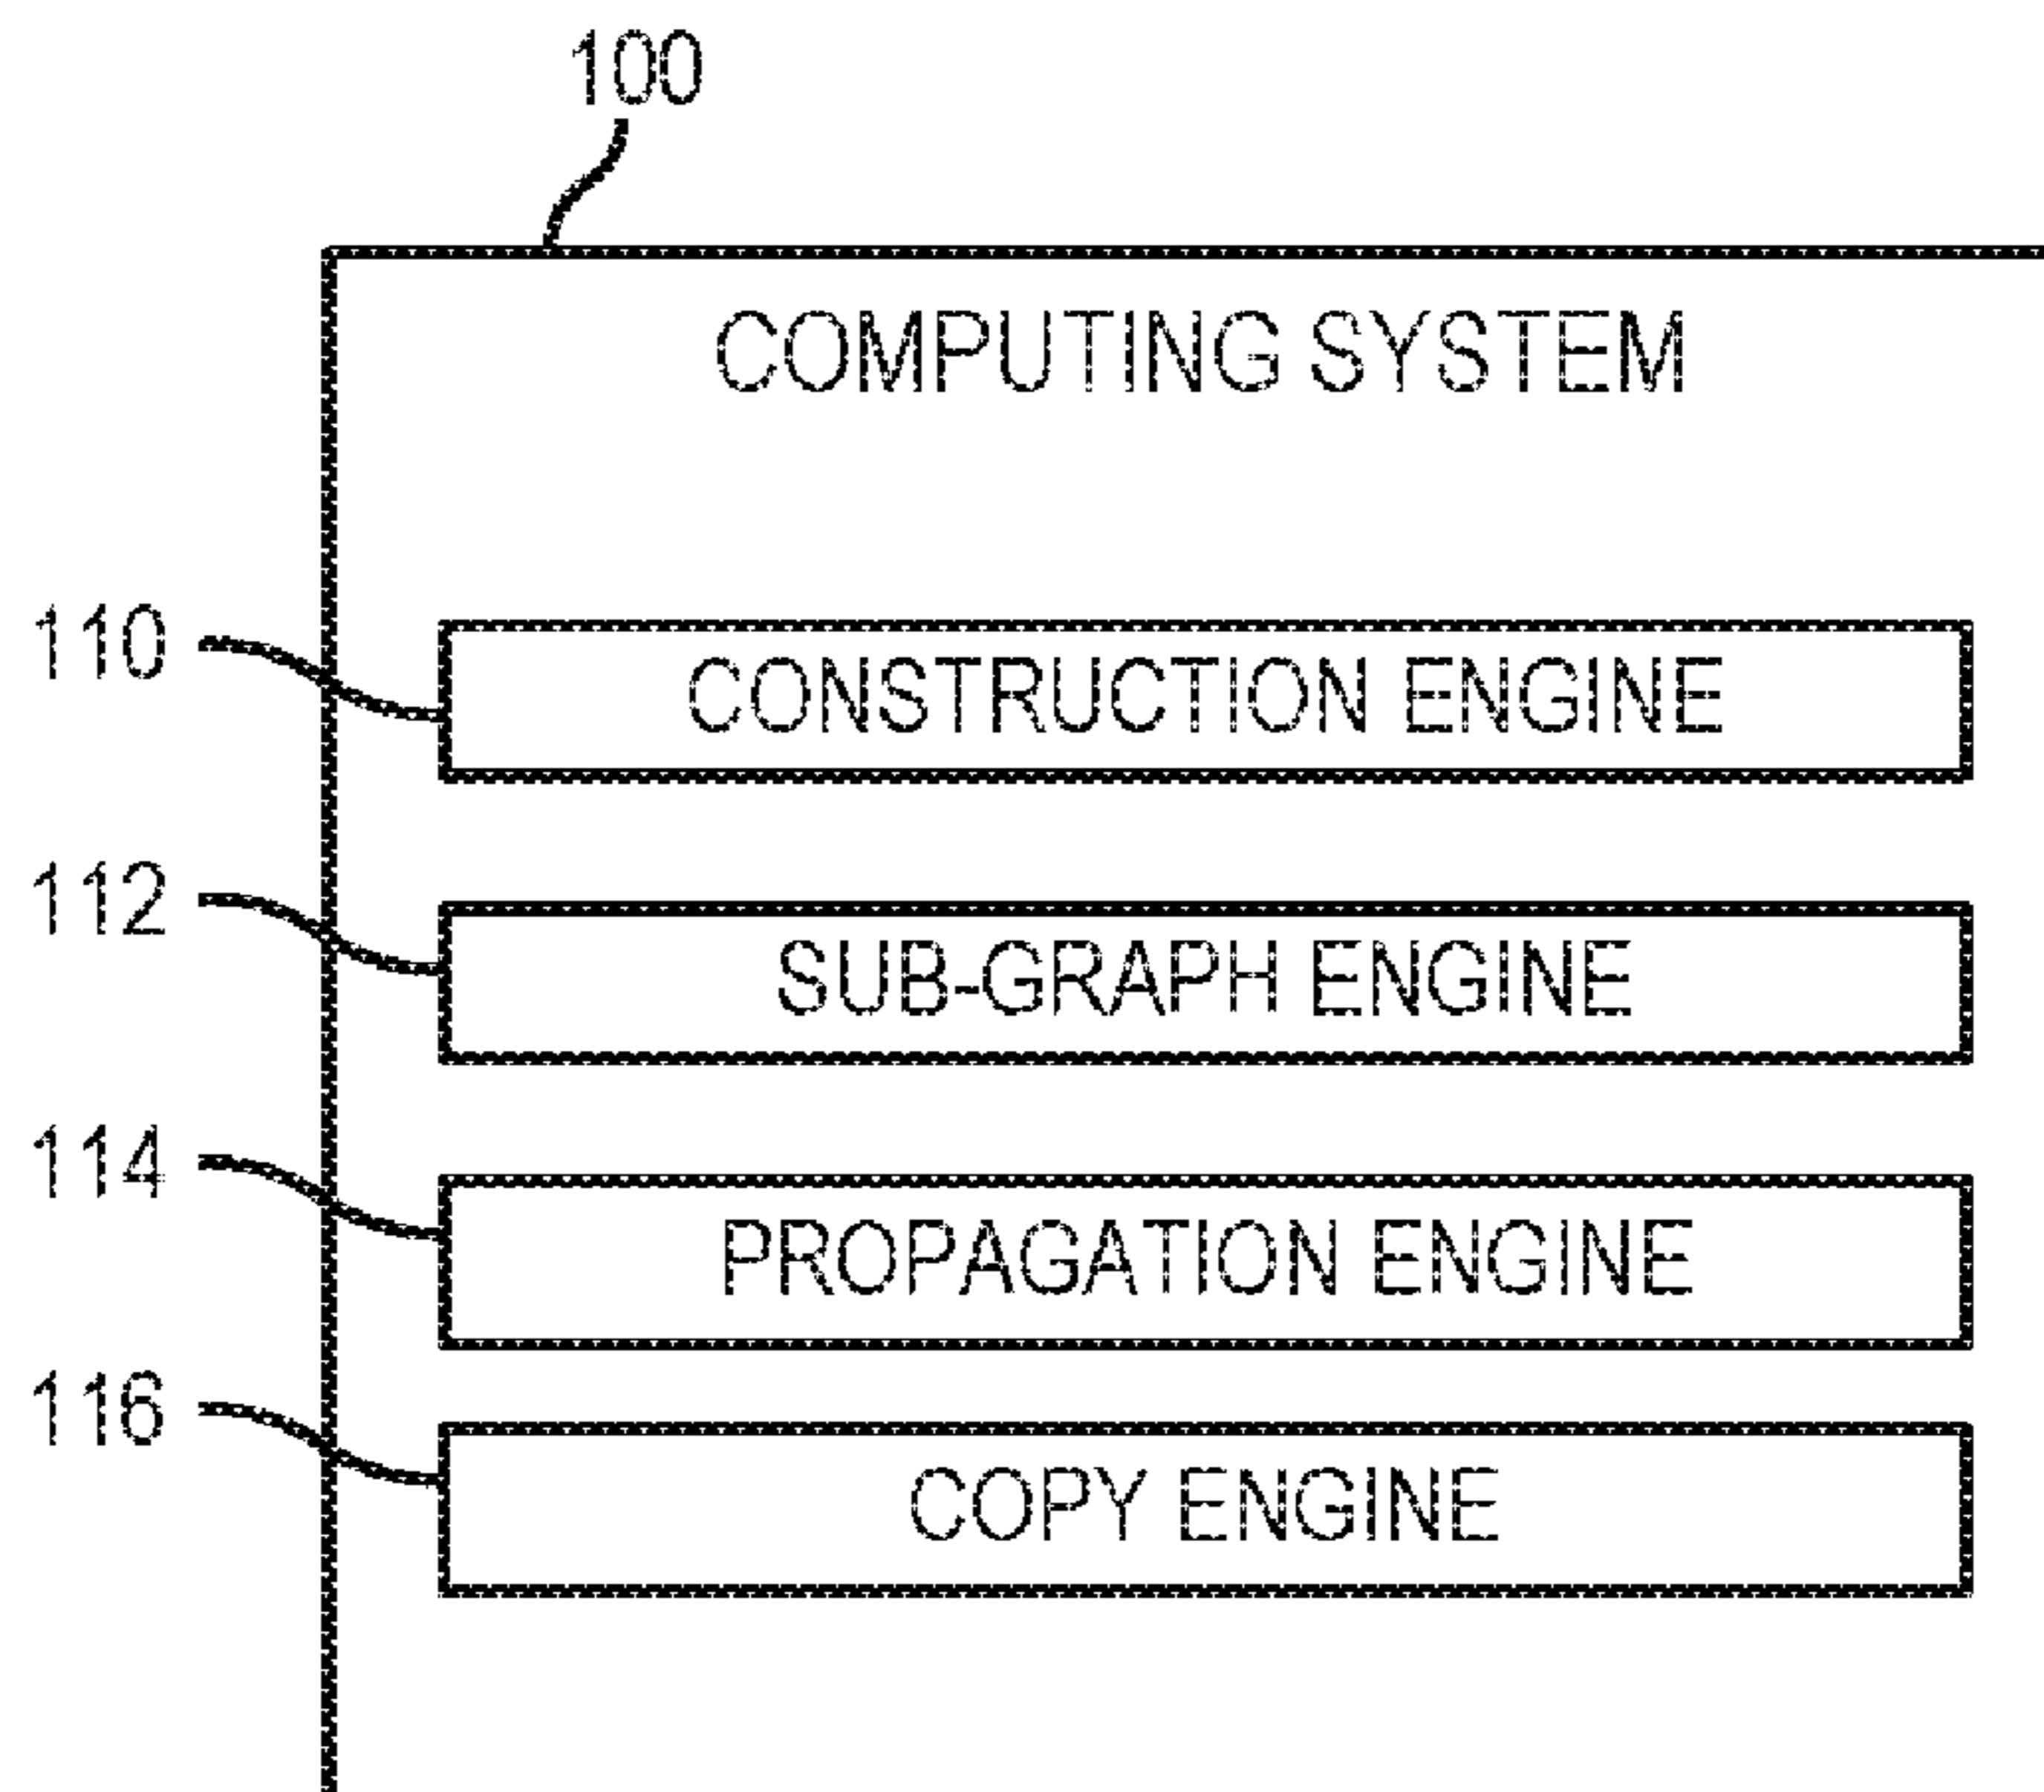 100
COMPUTING SYSTEM
110
CONSTRUCTION ENGINE
112
SUB-GRAPH ENGINE
114
PROPAGATION ENGINE
116
COPY ENGINE